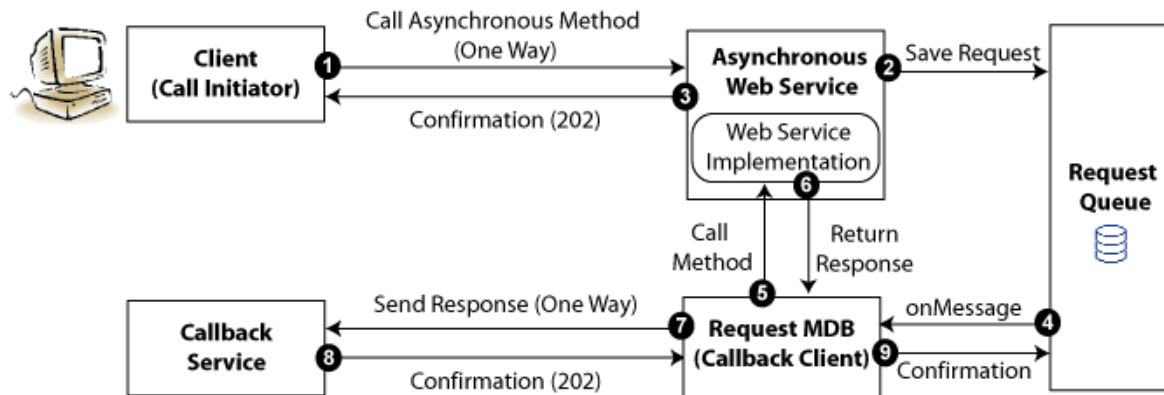 Call Asynchronous Method
(One Way)
Client
(Call Initiator)
1
3
Confirmation (202)
Asynchronous
Web Service
2
Save Request
Web Service
Implementation
6
Request
Queue
Call
Method
Return
Response
5
Send Response (One Way)
Callback
Service
7
8
Confirmation (202)
Request MDB
(Callback Client)
onMessage
4
9
Confirmation